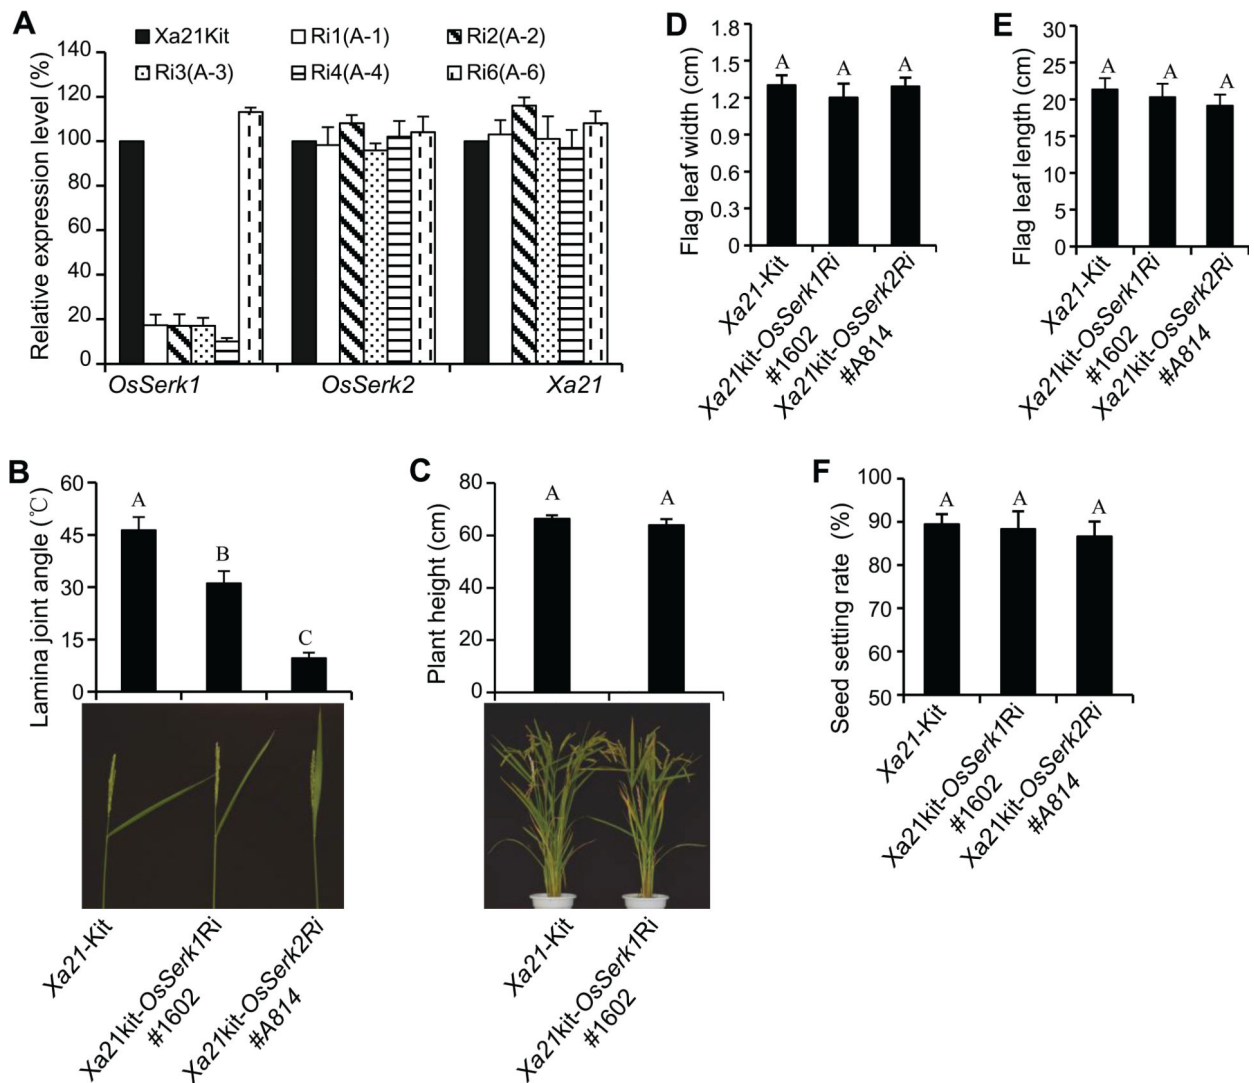 A
Xa21Kit Ri1(A-1) Ri2(A-2)
Ri3(A-3) Ri4(A-4) Ri6(A-6)
Relative expression level (%)
140
120
100
80
60
40
20
0
OsSerk1 OsSerk2 Xa21
D
Flag leaf width (cm)
1.8
1.5
1.2
0.9
0.6
0.3
0
A A A
Xa21-Kit
Xa21kit-OsSerk1Ri
#1602
Xa21kit-OsSerk2Ri
#A814
E
Flag leaf length (cm)
30
25
20
15
10
5
0
A A A
Xa21-Kit
Xa21kit-OsSerk1Ri
#1602
Xa21kit-OsSerk2Ri
#A814
B
Lamina joint angle (℃)
60
45
30
15
0
A
B
C
Xa21-Kit
Xa21kit-OsSerk1Ri
#1602
Xa21kit-OsSerk2Ri
#A814
C
Plant height (cm)
80
60
40
20
0
A A
Xa21-Kit
Xa21kit-OsSerk1Ri
#1602
F
Seed setting rate (%)
100
90
80
70
60
50
A A A
Xa21-Kit
Xa21kit-OsSerk1Ri
#1602
Xa21kit-OsSerk2Ri
#A814